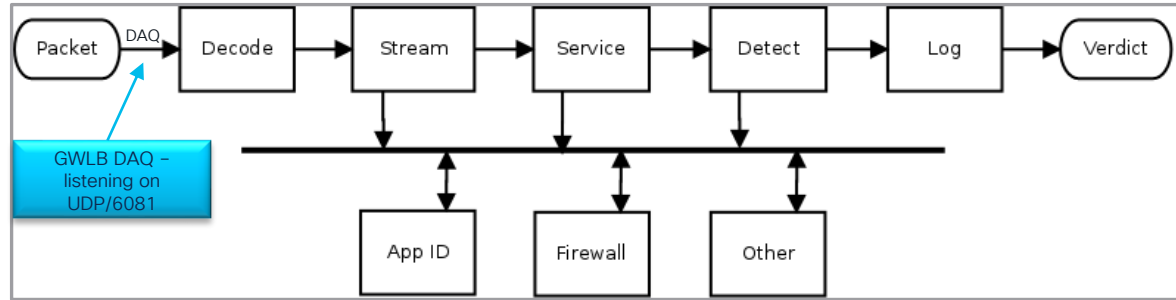 Packet
DAQ
Decode
Stream
Service
Detect
Log
Verdict
GWLB DAQ –
listening on
UDP/6081
App ID
Firewall
Other